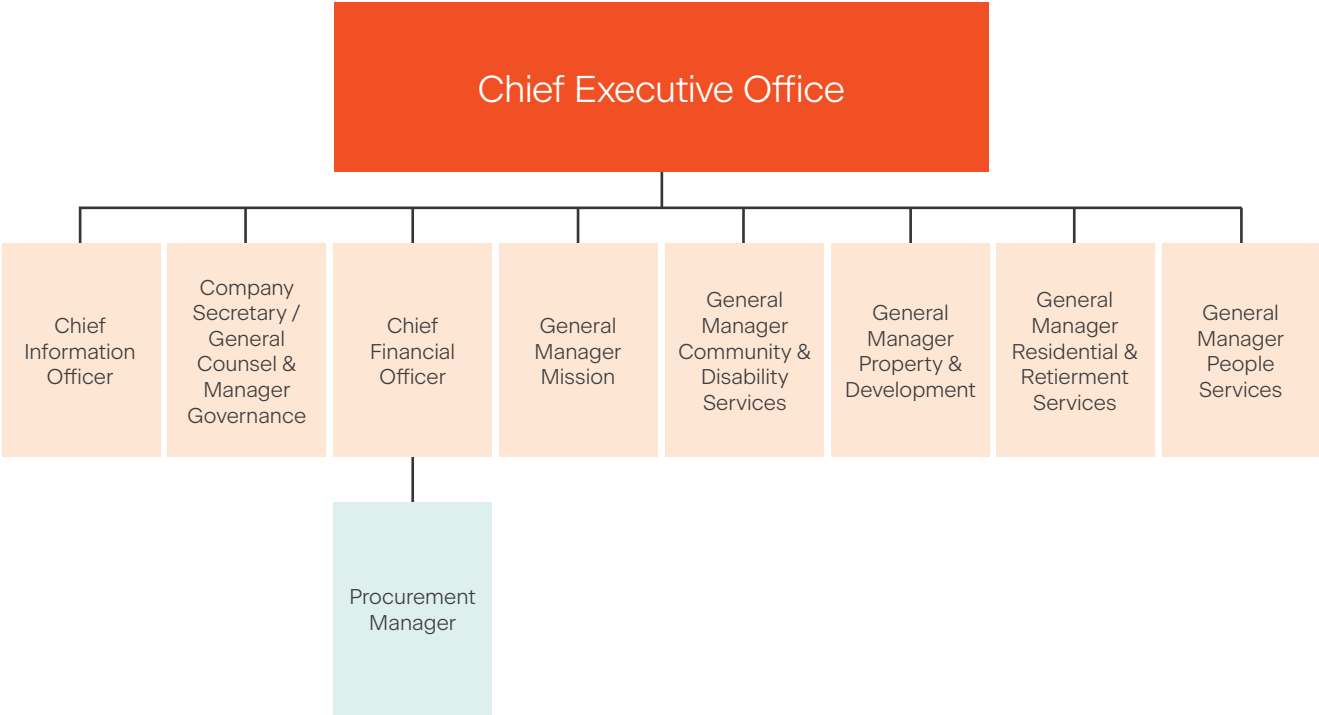 Chief Executive Office
Chief
Information
Officer
Company
Secretary /
General
Counsel &
Manager
Governance
Chief
Financial
Officer
General
Manager
Mission
General
Manager
Community &
Disability
Services
General
Manager
Property &
Development
General
Manager
Residential &
Retierment
Services
General
Manager
People
Services
Procurement
Manager